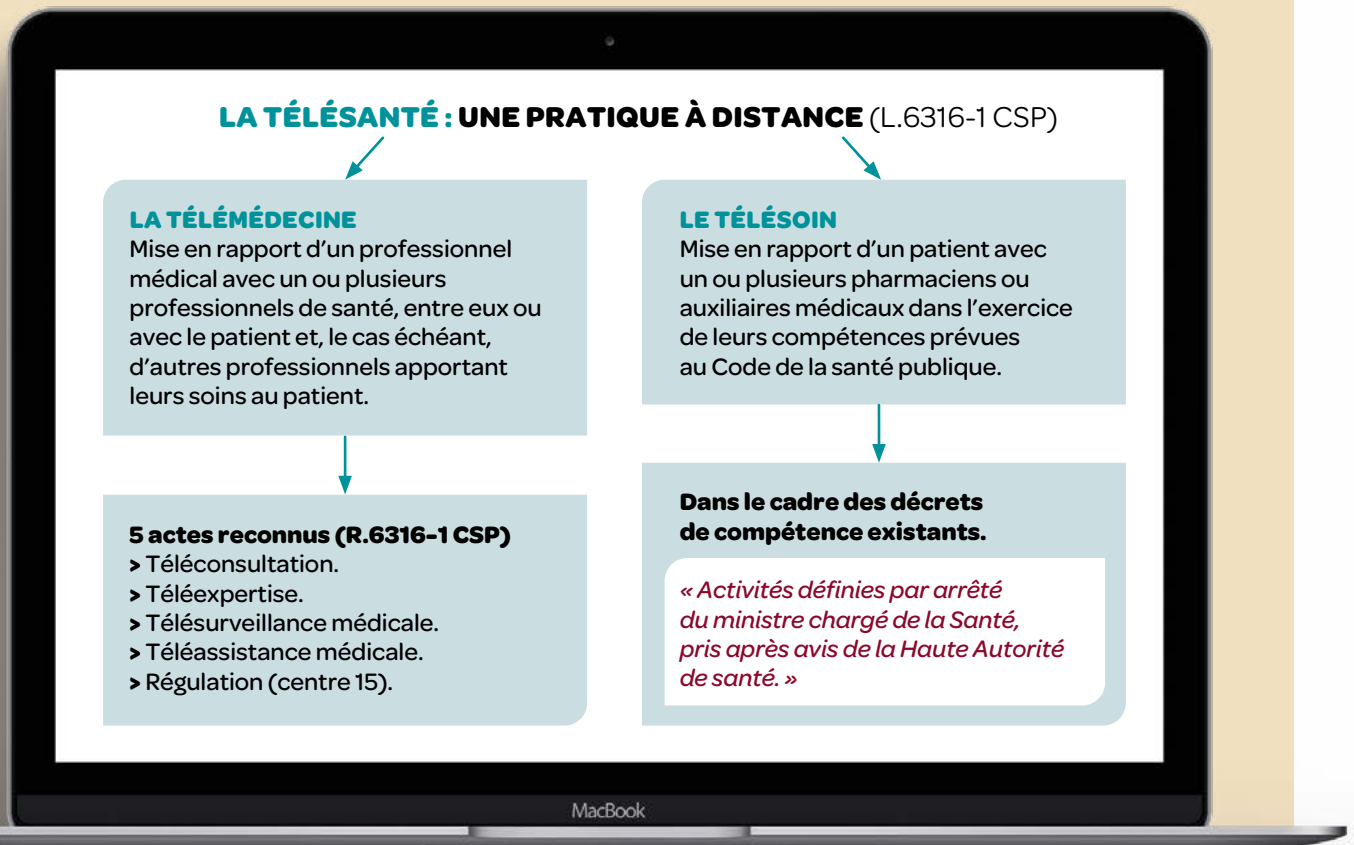 LA TÉLÉSANTÉ : UNE PRATIQUE À DISTANCE (L.6316-1 CSP)
LA TÉLÉMÉDECINE
Mise en rapport d’un professionnel
médical avec un ou plusieurs
professionnels de santé, entre eux ou
avec le patient et, le cas échéant,
d’autres professionnels apportant
leurs soins au patient.
5 actes reconnus (R.6316-1 CSP)
> Téléconsultation.
> Téléexpertise.
> Télésurveillance médicale.
> Téléassistance médicale.
> Régulation (centre 15).
LE TÉLÉSOIN
Mise en rapport d’un patient avec
un ou plusieurs pharmaciens ou
auxiliaires médicaux dans l’exercice
de leurs compétences prévues
au Code de la santé publique.
Dans le cadre des décrets
de compétence existants.
« Activités définies par arrêté
du ministre chargé de la Santé,
pris après avis de la Haute Autorité
de santé. »
MacBook